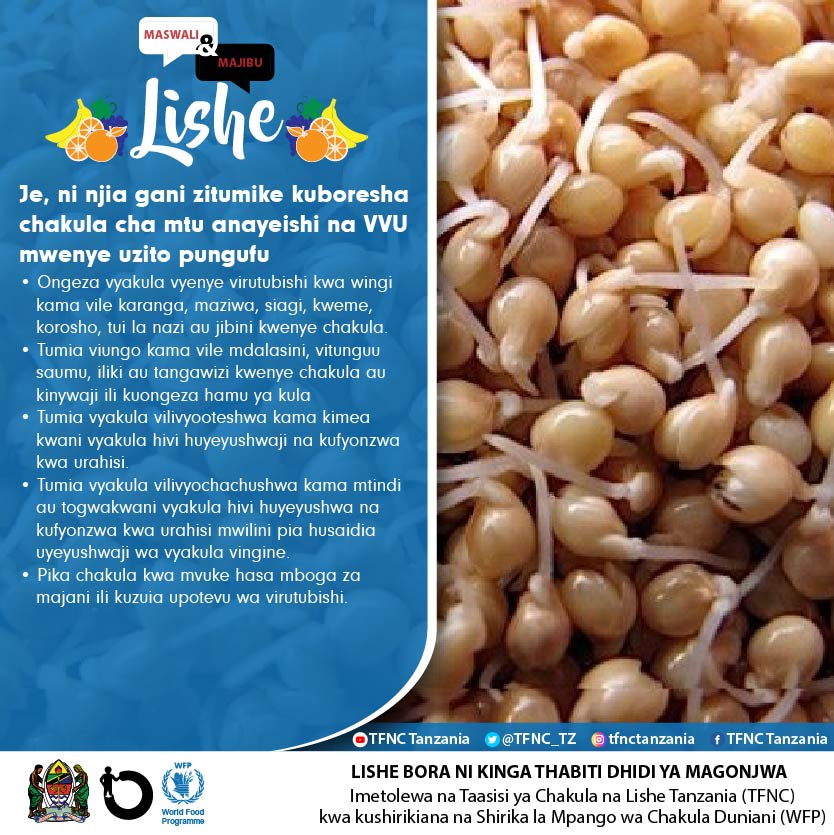 MASWALI
&
MAJIBU
Lishe
Je, ni njia gani zitumike kuboresha
chakula cha mtu anayeishi na VVU
mwenye uzito pungufu
• Ongeza vyakula vyenye virutubishi kwa wingi
kama vile karanga, maziwa, siagi, kweme,
korosho, tui la nazi au jibini kwenye chakula.
• Tumia viungo kama vile mdalasini, vitunguu
saumu, iliki au tangawizi kwenye chakula au
kinywaji ili kuongeza hamu ya kula
• Tumia vyakula vilivyooteshwa kama kimea
kwani vyakula hivi huyeyushwaji na kufyonzwa
kwa urahisi.
• Tumia vyakula vilivyochachushwa kama mtindi
au togwakwani vyakula hivi huyeyushwa na
kufyonzwa kwa urahisi mwilini pia husaidia
uyeyushwaji wa vyakula vingine.
• Pika chakula kwa mvuke hasa mboga za
majani ili kuzuia upotevu wa virutubishi.
TFNC Tanzania @TFNC_TZ tfnctanzania TFNC Tanzania
WFP
World Food
Programme
LISHE BORA NI KINGA THABITI DHIDI YA MAGONJWA
Imetolewa na Taasisi ya Chakula na Lishe Tanzania (TFNC)
kwa kushirikiana na Shirika la Mpango wa Chakula Duniani (WFP)